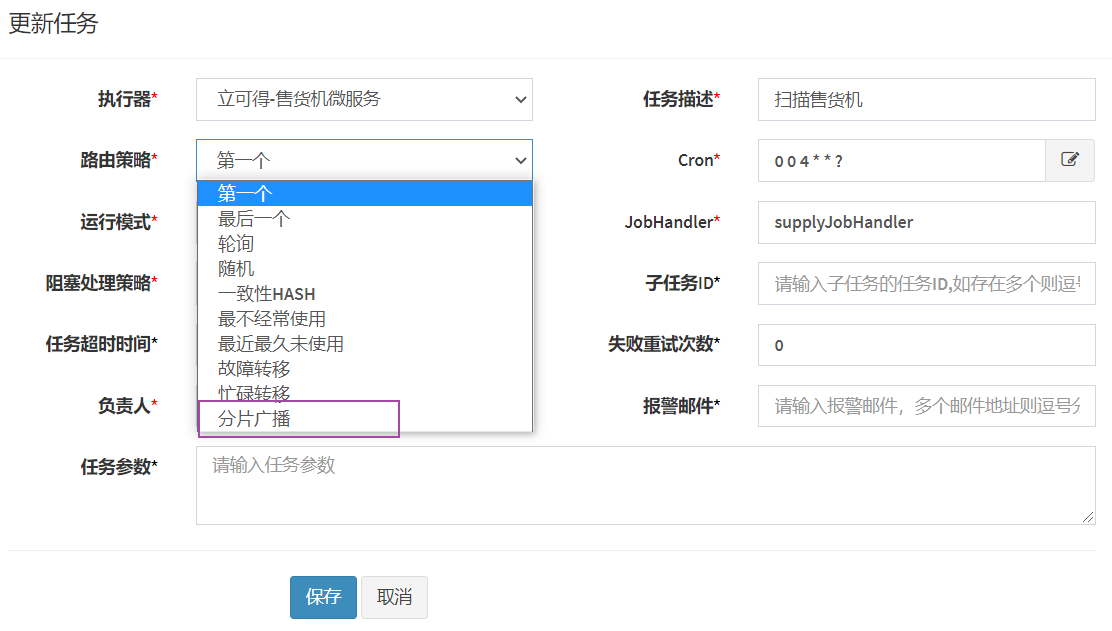 更新任务
执行器* 立可得-售货机微服务 任务描述* 扫描售货机
路由策略* 第一个 Cron* 0 0 4 * * ?
第一个
最后一个
运行模式* JobHandler* supplyJobHandler
轮询
随机
阻塞处理策略* 子任务ID* 请输入子任务的任务ID,如存在多个则逗
一致性HASH
最不经常使用
任务超时时间* 最近最久未使用 失败重试次数* 0
故障转移
忙碌转移
负责人* 报警邮件* 请输入报警邮件，多个邮件地址则逗号分
分片广播
任务参数* 请输入任务参数
保存 取消